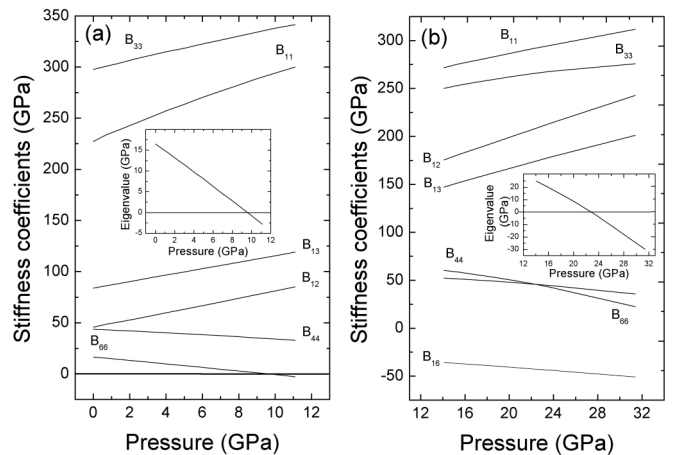 (a)
Stiffness coefficients (GPa)
350
300
250
200
150
100
50
0
B33
B11
B13
B12
B44
B66
Eigenvalue (GPa)
15
10
5
0
-5
0 2 4 6 8 10 12
Pressure (GPa)
0 2 4 6 8 10 12
Pressure (GPa)
(b)
Stiffness coefficients (GPa)
300
250
200
150
100
50
0
-50
B11
B33
B12
B13
B44
B66
B16
Eigenvalue
(GPa)
20
10
0
-10
-20
-30
12 16 20 24 28 32
Pressure (GPa)
12 16 20 24 28 32
Pressure (GPa)